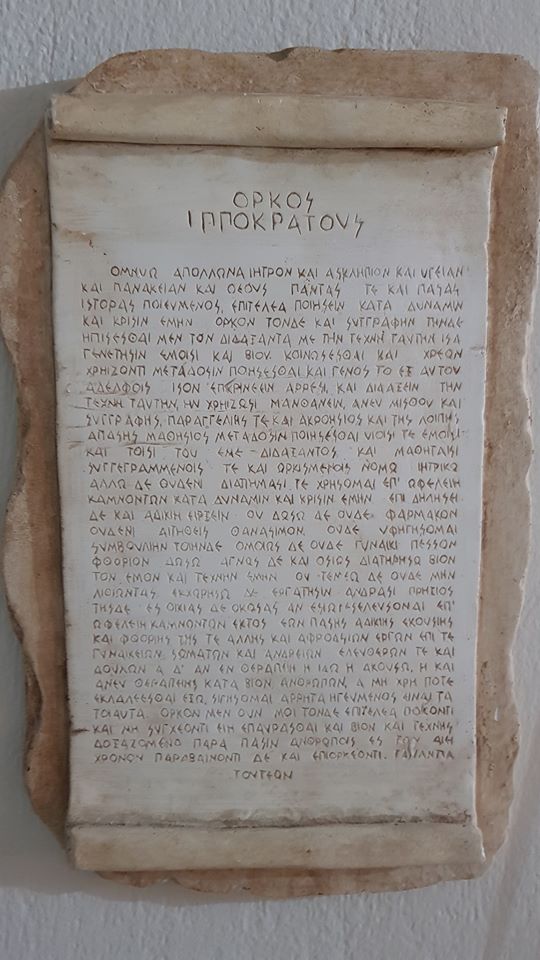 ΟΡΚΟΣ
ΙΠΠΟΚΡΑΤΟΥΣ
ΟΜΝΥΩ ΑΠΟΛΛΩΝΑ ΙΗΤΡΟΝ ΚΑΙ ΑΣΚΛΗΠΙΟΝ ΚΑΙ ΥΓΕΙΑΝ
ΚΑΙ ΠΑΝΑΚΕΙΑΝ ΚΑΙ ΘΕΟΥΣ ΠΑΝΤΑΣ ΤΕ ΚΑΙ ΠΑΣΑΣ
ΙΣΤΟΡΑΣ ΠΟΙΕΥΜΕΝΟΣ, ΕΠΙΤΕΛΕΑ ΠΟΙΗΣΕΙΝ ΚΑΤΑ ΔΥΝΑΜΙΝ
ΚΑΙ ΚΡΙΣΙΝ ΕΜΗΝ ΟΡΚΟΝ ΤΟΝΔΕ ΚΑΙ ΣΥΓΓΡΑΦΗΝ ΤΗΝΔΕ
ΗΓΙΣΕΣΘΑΙ ΜΕΝ ΤΟΝ ΔΙΔΑΞΑΝΤΑ ΜΕ ΤΗΝ ΤΕΧΝΗ ΤΑΥΤΗΝ ΙΣΑ
ΓΕΝΕΤΗΣΙΝ ΕΜΟΙΣΙ ΚΑΙ ΒΙΟΥ ΚΟΙΝΩΣΕΣΘΑΙ ΚΑΙ ΧΡΕΩΝ
ΧΡΗΙΖΟΝΤΙ ΜΕΤΑΔΟΣΙΝ ΠΟΙΗΣΕΣΘΑΙ ΚΑΙ ΓΕΝΟΣ ΤΟ ΕΞ ΑΥΤΟΥ
ΑΔΕΛΦΟΙΣ ΙΣΟΝ ΕΠΙΚΡΙΝΕΕΙΝ ΑΡΡΕΣΙ, ΚΑΙ ΔΙΔΑΞΕΙΝ ΤΗΝ
ΤΕΧΝΗ ΤΑΥΤΗΝ, ΗΝ ΧΡΗΙΖΩΣΙ ΜΑΝΘΑΝΕΙΝ, ΑΝΕΥ ΜΙΣΘΟΥ ΚΑΙ
ΣΥΓΓΡΑΦΗΣ, ΠΑΡΑΓΓΕΛΙΗΣ ΤΕ ΚΑΙ ΑΚΡΟΗΣΙΟΣ ΚΑΙ ΤΗΣ ΛΟΙΠΗΣ
ΑΠΑΣΗΣ ΜΑΘΗΣΙΟΣ ΜΕΤΑΔΟΣΙΝ ΠΟΙΗΣΕΣΘΑΙ ΥΙΟΙΣΙ ΤΕ ΕΜΟΙΣΙ
ΚΑΙ ΤΟΙΣΙ ΤΟΥ ΕΜΕ ΔΙΔΑΞΑΝΤΟΣ ΚΑΙ ΜΑΘΗΤΑΙΣΙ
ΣΥΓΓΕΓΡΑΜΜΕΝΟΙΣ ΤΕ ΚΑΙ ΩΡΚΙΣΜΕΝΟΙΣ ΝΟΜΩ ΙΗΤΡΙΚΩ
ΑΛΛΩ ΔΕ ΟΥΔΕΝΙ ΔΙΑΤΗΜΑΣΙ ΤΕ ΧΡΗΣΟΜΑΙ ΕΠ' ΩΦΕΛΕΙΗ
ΚΑΜΝΟΝΤΩΝ ΚΑΤΑ ΔΥΝΑΜΙΝ ΚΑΙ ΚΡΙΣΙΝ ΕΜΗΝ ΕΠΙ ΔΗΛΗΣΕΙ
ΔΕ ΚΑΙ ΑΔΙΚΙΗ ΕΙΡΞΕΙΝ ΟΥ ΔΩΣΩ ΔΕ ΟΥΔΕ ΦΑΡΜΑΚΟΝ
ΟΥΔΕΝΙ ΑΙΤΗΘΕΙΣ ΘΑΝΑΣΙΜΟΝ, ΟΥΔΕ ΥΦΗΓΗΣΟΜΑΙ
ΣΥΜΒΟΥΛΙΗΝ ΤΟΙΗΝΔΕ ΟΜΟΙΩΣ ΔΕ ΟΥΔΕ ΓΥΝΑΙΚΙ ΠΕΣΣΟΝ
ΦΘΟΡΙΟΝ ΔΩΣΩ ΑΓΝΩΣ ΔΕ ΚΑΙ ΟΣΙΩΣ ΔΙΑΤΗΡΗΣΩ ΒΙΟΝ
ΤΟΝ ΕΜΟΝ ΚΑΙ ΤΕΧΝΗΝ ΕΜΗΝ ΟΥ ΤΕΜΕΩ ΔΕ ΟΥΔΕ ΜΗΝ
ΛΙΘΙΩΝΤΑΣ, ΕΚΧΩΡΗΣΩ ΔΕ ΕΡΓΑΤΗΣΙΝ ΑΝΔΡΑΣΙ ΠΡΗΞΙΟΣ
ΤΗΣΔΕ ΕΣ ΟΙΚΙΑΣ ΔΕ ΟΚΟΣΑΣ ΑΝ ΕΣΙΩ ΕΣΕΛΕΥΣΟΜΑΙ ΕΠ'
ΩΦΕΛΕΙΗ ΚΑΜΝΟΝΤΩΝ ΕΚΤΟΣ ΕΩΝ ΠΑΣΗΣ ΑΔΙΚΙΗΣ ΕΚΟΥΣΙΗΣ
ΚΑΙ ΦΘΟΡΙΗΣ ΤΗΣ ΤΕ ΑΛΛΗΣ ΚΑΙ ΑΦΡΟΔΙΣΙΩΝ ΕΡΓΩΝ ΕΠΙ ΤΕ
ΓΥΝΑΙΚΕΙΩΝ ΣΩΜΑΤΩΝ ΚΑΙ ΑΝΔΡΕΙΩΝ ΕΛΕΥΘΕΡΩΝ ΤΕ ΚΑΙ
ΔΟΥΛΩΝ Α Δ' ΑΝ ΕΝ ΘΕΡΑΠΕΙΗ Η ΙΔΩ Η ΑΚΟΥΣΩ, Η ΚΑΙ
ΑΝΕΥ ΘΕΡΑΠΕΙΗΣ ΚΑΤΑ ΒΙΟΝ ΑΝΘΡΩΠΩΝ, Α ΜΗ ΧΡΗ ΠΟΤΕ
ΕΚΛΑΛΕΕΣΘΑΙ ΕΞΩ, ΣΙΓΗΣΟΜΑΙ ΑΡΡΗΤΑ ΗΓΕΥΜΕΝΟΣ ΕΙΝΑΙ ΤΑ
ΤΟΙΑΥΤΑ ΟΡΚΟΝ ΜΕΝ ΟΥΝ ΜΟΙ ΤΟΝΔΕ ΕΠΙΤΕΛΕΑ ΠΟΙΕΟΝΤΙ
ΚΑΙ ΜΗ ΣΥΓΧΕΟΝΤΙ ΕΙΗ ΕΠΑΥΡΑΣΘΑΙ ΚΑΙ ΒΙΟΥ ΚΑΙ ΤΕΧΝΗΣ
ΔΟΞΑΖΟΜΕΝΩ ΠΑΡΑ ΠΑΣΙΝ ΑΝΘΡΩΠΟΙΣ ΕΣ ΤΟΝ ΑΙΕΙ
ΧΡΟΝΟΝ ΠΑΡΑΒΑΙΝΟΝΤΙ ΔΕ ΚΑΙ ΕΠΙΟΡΚΕΟΝΤΙ, ΤΑΝΑΝΤΙΑ
ΤΟΥΤΕΩΝ